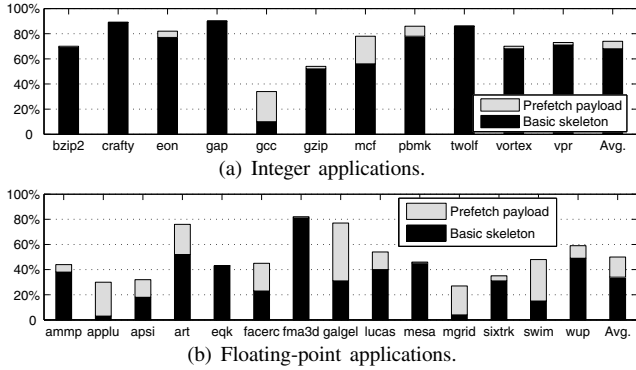 100%
80%
60%
40%
20%
0
Prefetch payload
Basic skeleton
bzip2 crafty eon gap gcc gzip mcf pbmk twolf vortex vpr Avg.
(a) Integer applications.
100%
80%
60%
40%
20%
0
Prefetch payload
Basic skeleton
ammp applu apsi art eqk facerc fma3d galgel lucas mesa mgrid sixtrk swim wup Avg.
(b) Floating-point applications.